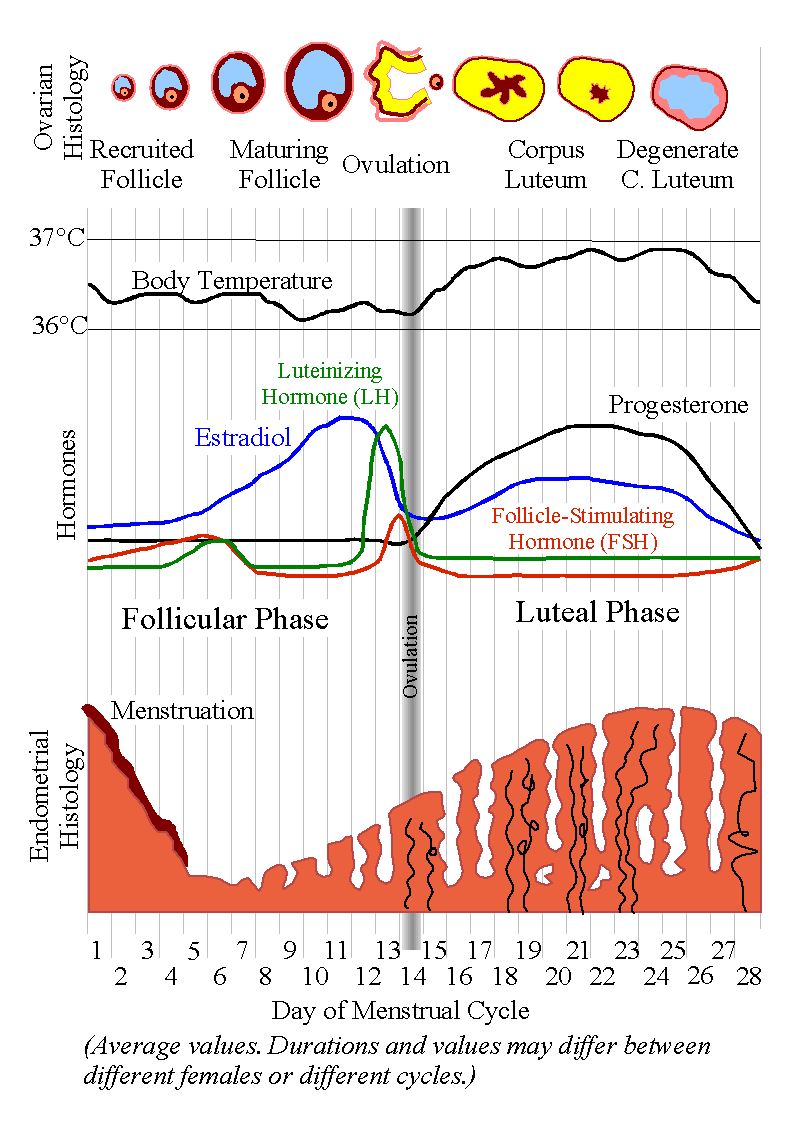 Ovarian
Histology
Recruited
Follicle
Maturing
Follicle
Ovulation
Corpus
Luteum
Degenerate
C. Luteum
37°C
Body Temperature
36°C
Hormones
Luteinizing
Hormone (LH)
Estradiol
Progesterone
Follicle-Stimulating
Hormone (FSH)
Follicular Phase
Luteal Phase
Ovulation
Endometrial
Histology
Menstruation
1 3 5 7 9 11 13 15 17 19 21 23 25 27
2 4 6 8 10 12 14 16 18 20 22 24 26 28
Day of Menstrual Cycle
(Average values. Durations and values may differ between
different females or different cycles.)